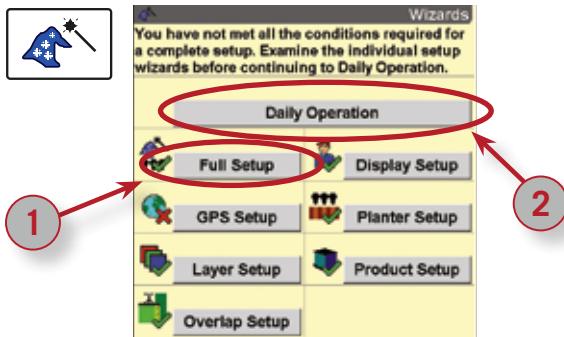 Wizards
You have not met all the conditions required for
a complete setup. Examine the individual setup
wizards before continuing to Daily Operation.
Daily Operation
Full Setup
Display Setup
1
2
GPS Setup
Planter Setup
Layer Setup
Product Setup
Overlap Setup